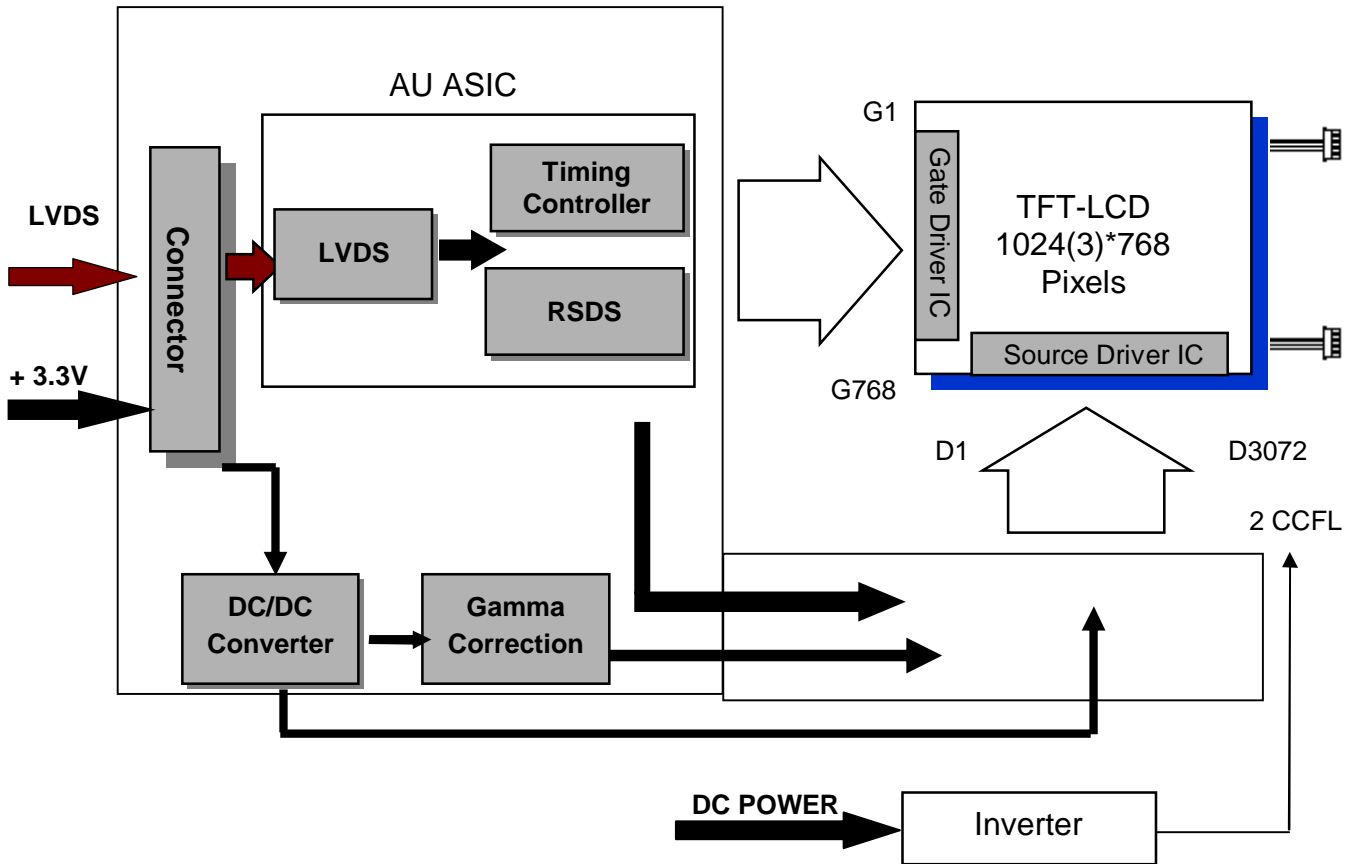 AU ASIC
G1
Timing
Controller
Gate Driver IC
TFT-LCD
1024(3)*768
Pixels
LVDS
Connector
LVDS
RSDS
Source Driver IC
+ 3.3V
G768
D1
D3072
2 CCFL
DC/DC
Converter
Gamma
Correction
DC POWER
Inverter